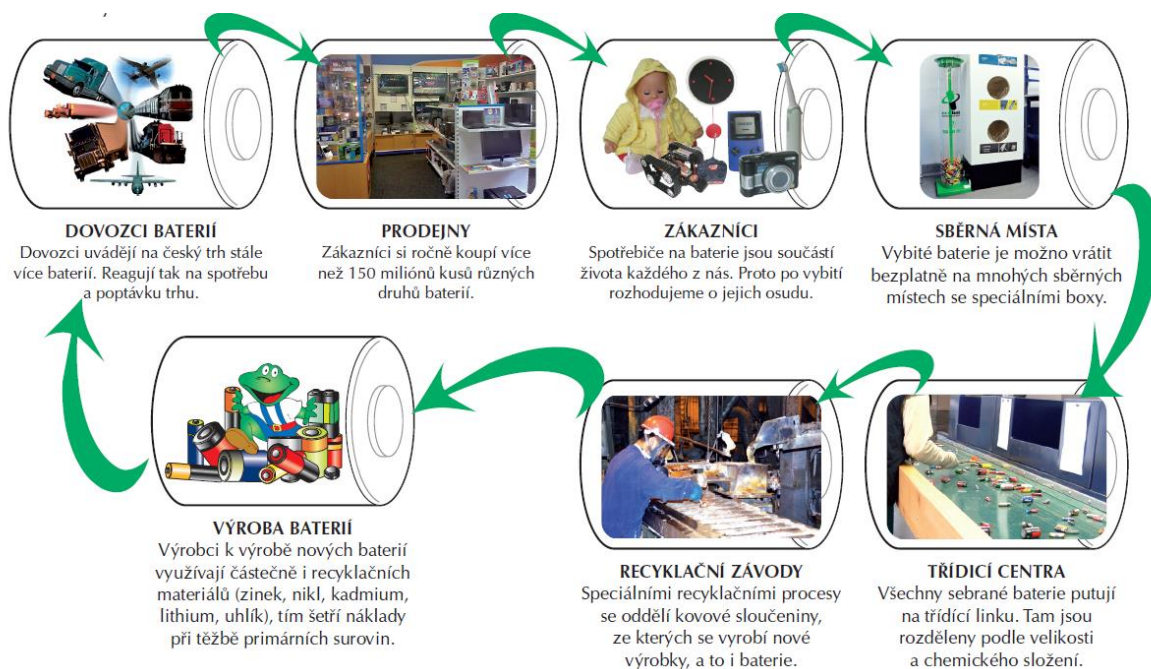 DOVOZCI BATERIÍ
Dovozci uvádějí na český trh stále
více baterií. Reagují tak na spotřebu
a poptávku trhu.
PRODEJNY
Zákazníci si ročně koupí více
než 150 miliónů kusů různých
druhů baterií.
ZÁKAZNÍCI
Spotřebiče na baterie jsou součástí
života každého z nás. Proto po vybití
rozhodujeme o jejich osudu.
SBĚRNÁ MÍSTA
Vybité baterie je možno vrátit
bezplatně na mnohých sběrných
místech se speciálními boxy.
VÝROBA BATERIÍ
Výrobci k výrobě nových baterií
využívají částečně i recyklačních
materiálů (zinek, nikl, kadmium,
lithium, uhlík), tím šetří náklady
při těžbě primárních surovin.
RECYKLAČNÍ ZÁVODY
Speciálními recyklačními procesy
se oddělí kovové sloučeniny,
ze kterých se vyrobí nové
výrobky, a to i baterie.
TŘÍDICÍ CENTRA
Všechny sebrané baterie putují
na třídící linku. Tam jsou
rozděleny podle velikosti
a chemického složení.